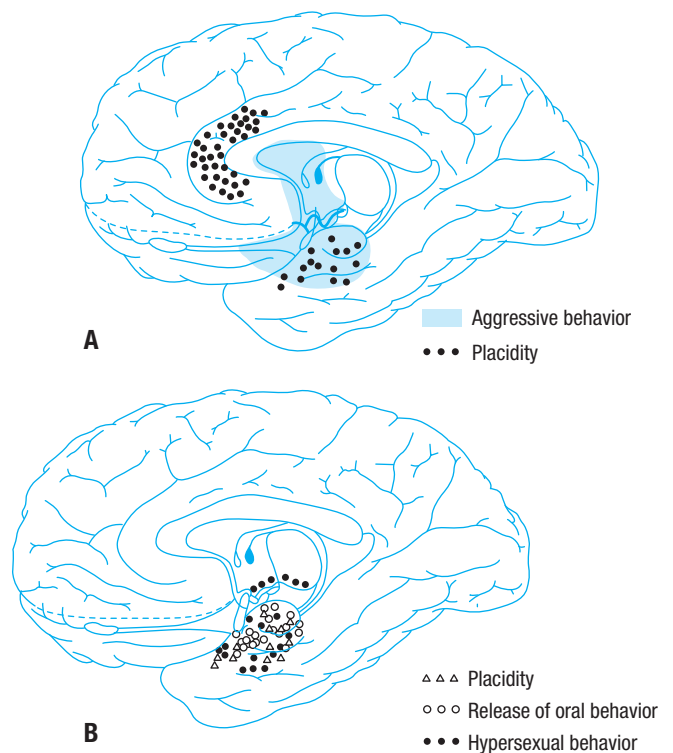 A
Aggressive behavior
Placidity
B
Placidity
Release of oral behavior
Hypersexual behavior